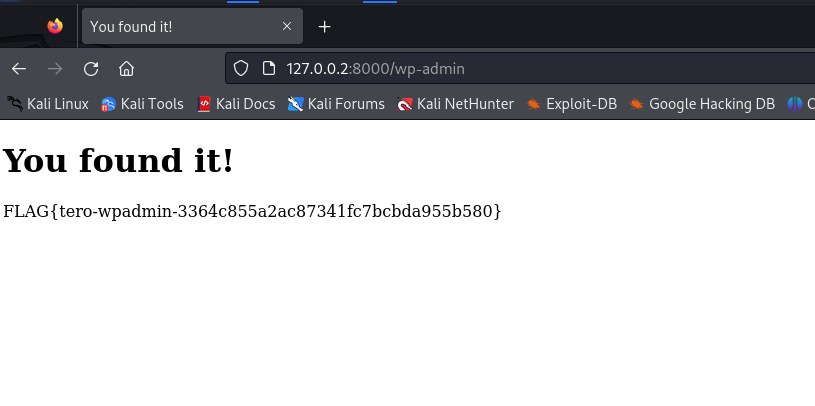 You found it!
127.0.0.2:8000/wp-admin
Kali Linux Kali Tools Kali Docs Kali Forums Kali NetHunter Exploit-DB Google Hacking DB
You found it!
FLAG{tero-wpadmin-3364c855a2ac87341fc7bcbda955b580}